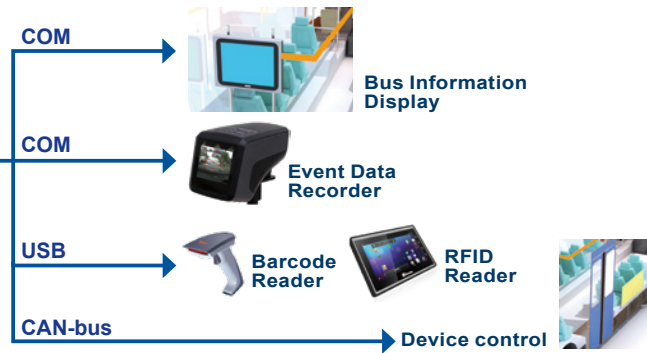 COM
Bus Information
Display
COM
Event Data
Recorder
USB
Barcode
Reader
RFID
Reader
CAN-bus
Device control